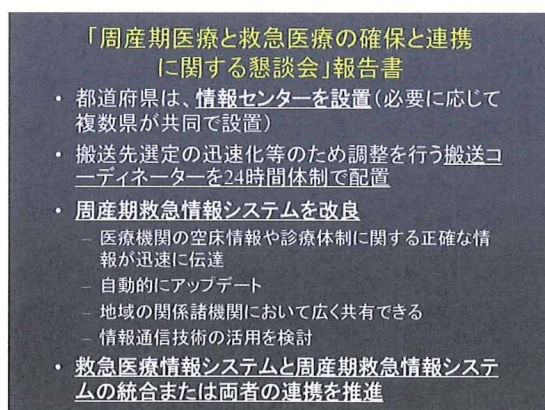 「周産期医療と救急医療の確保と連携
に関する懇談会」報告書
• 都道府県は、情報センターを設置(必要に応じて
複数県が共同で設置)
• 搬送先選定の迅速化等のため調整を行う搬送コ
ーディネーターを24時間体制で配置
• 周産期救急情報システムを改良
– 医療機関の空床情報や診療体制に関する正確な情
報が迅速に伝達
– 自動的にアップデート
– 地域の関係諸機関において広く共有できる
– 情報通信技術の活用を検討
• 救急医療情報システムと周産期救急情報システ
ムの統合または両者の連携を推進